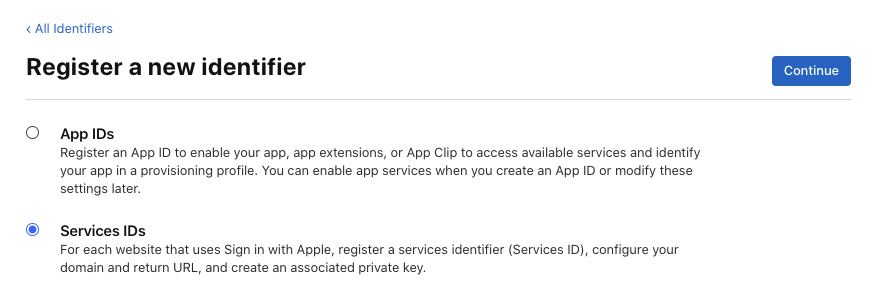 ‹ All Identifiers
Register a new identifier
Continue
App IDs
Register an App ID to enable your app, app extensions, or App Clip to access available services and identify
your app in a provisioning profile. You can enable app services when you create an App ID or modify these
settings later.
Services IDs
For each website that uses Sign in with Apple, register a services identifier (Services ID), configure your
domain and return URL, and create an associated private key.